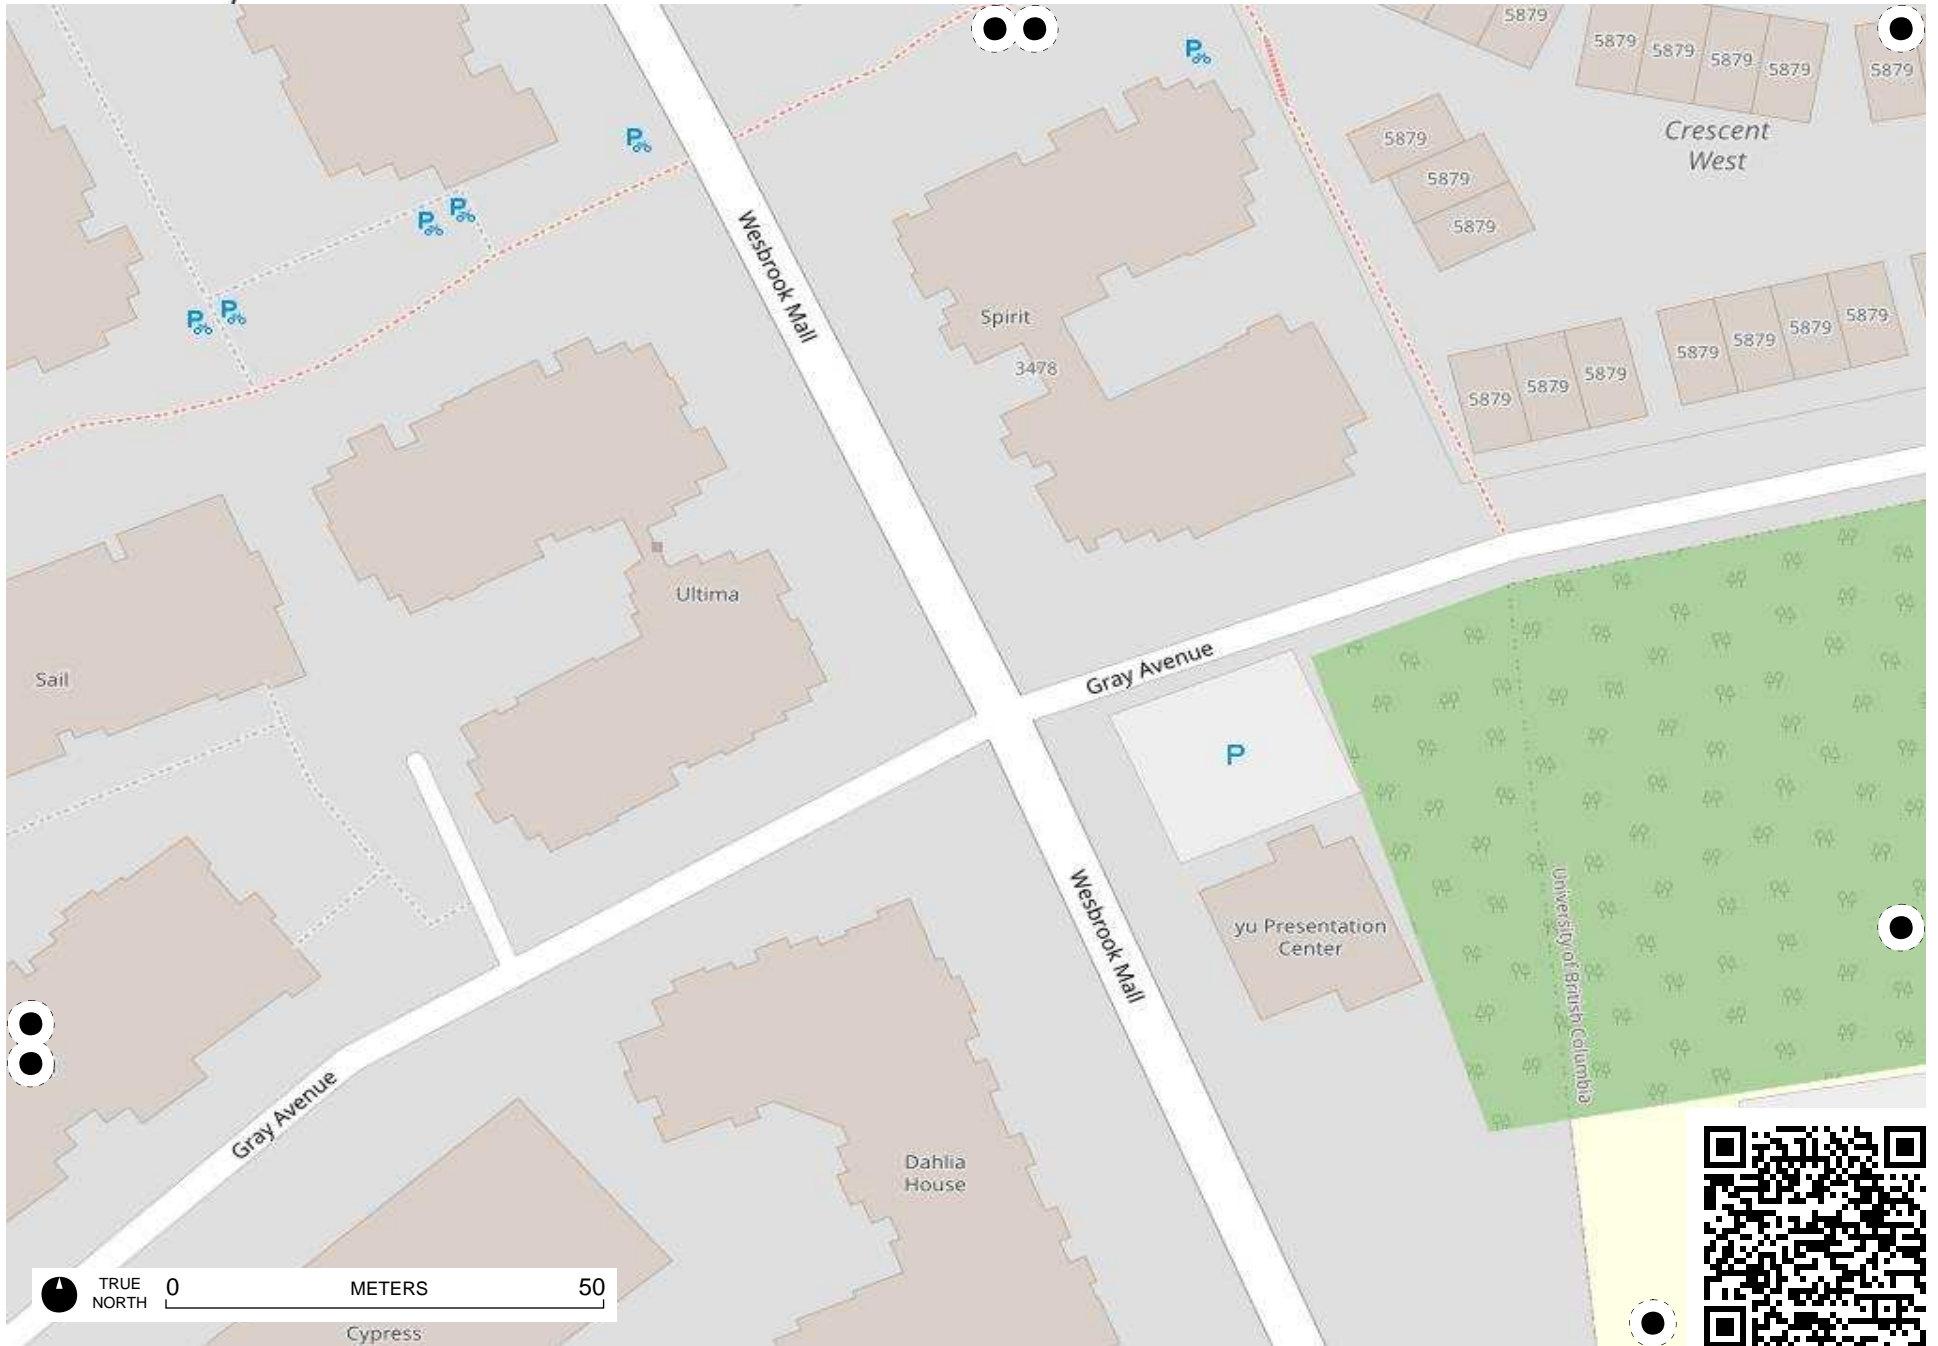 5879
5879
5879
5879
5879
5879
Crescent
West
5879
5879
5879
Wesbrook Mall
Spirit
3478
5879
5879
5879
5879
5879
5879
5879
Ultima
Sail
Gray Avenue
P
Wesbrook Mall
yu Presentation
Center
University of British Columbia
Gray Avenue
Dahlia
House
TRUE
NORTH
0
METERS
50
Cypress